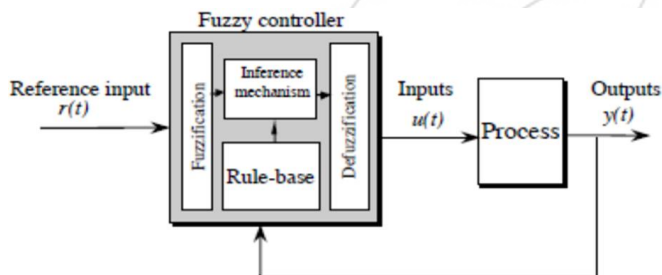 Fuzzy controller
Reference input
r(t)
Fuzzification
Inference
mechanism
Rule-base
Defuzzification
Inputs
u(t)
Process
Outputs
y(t)